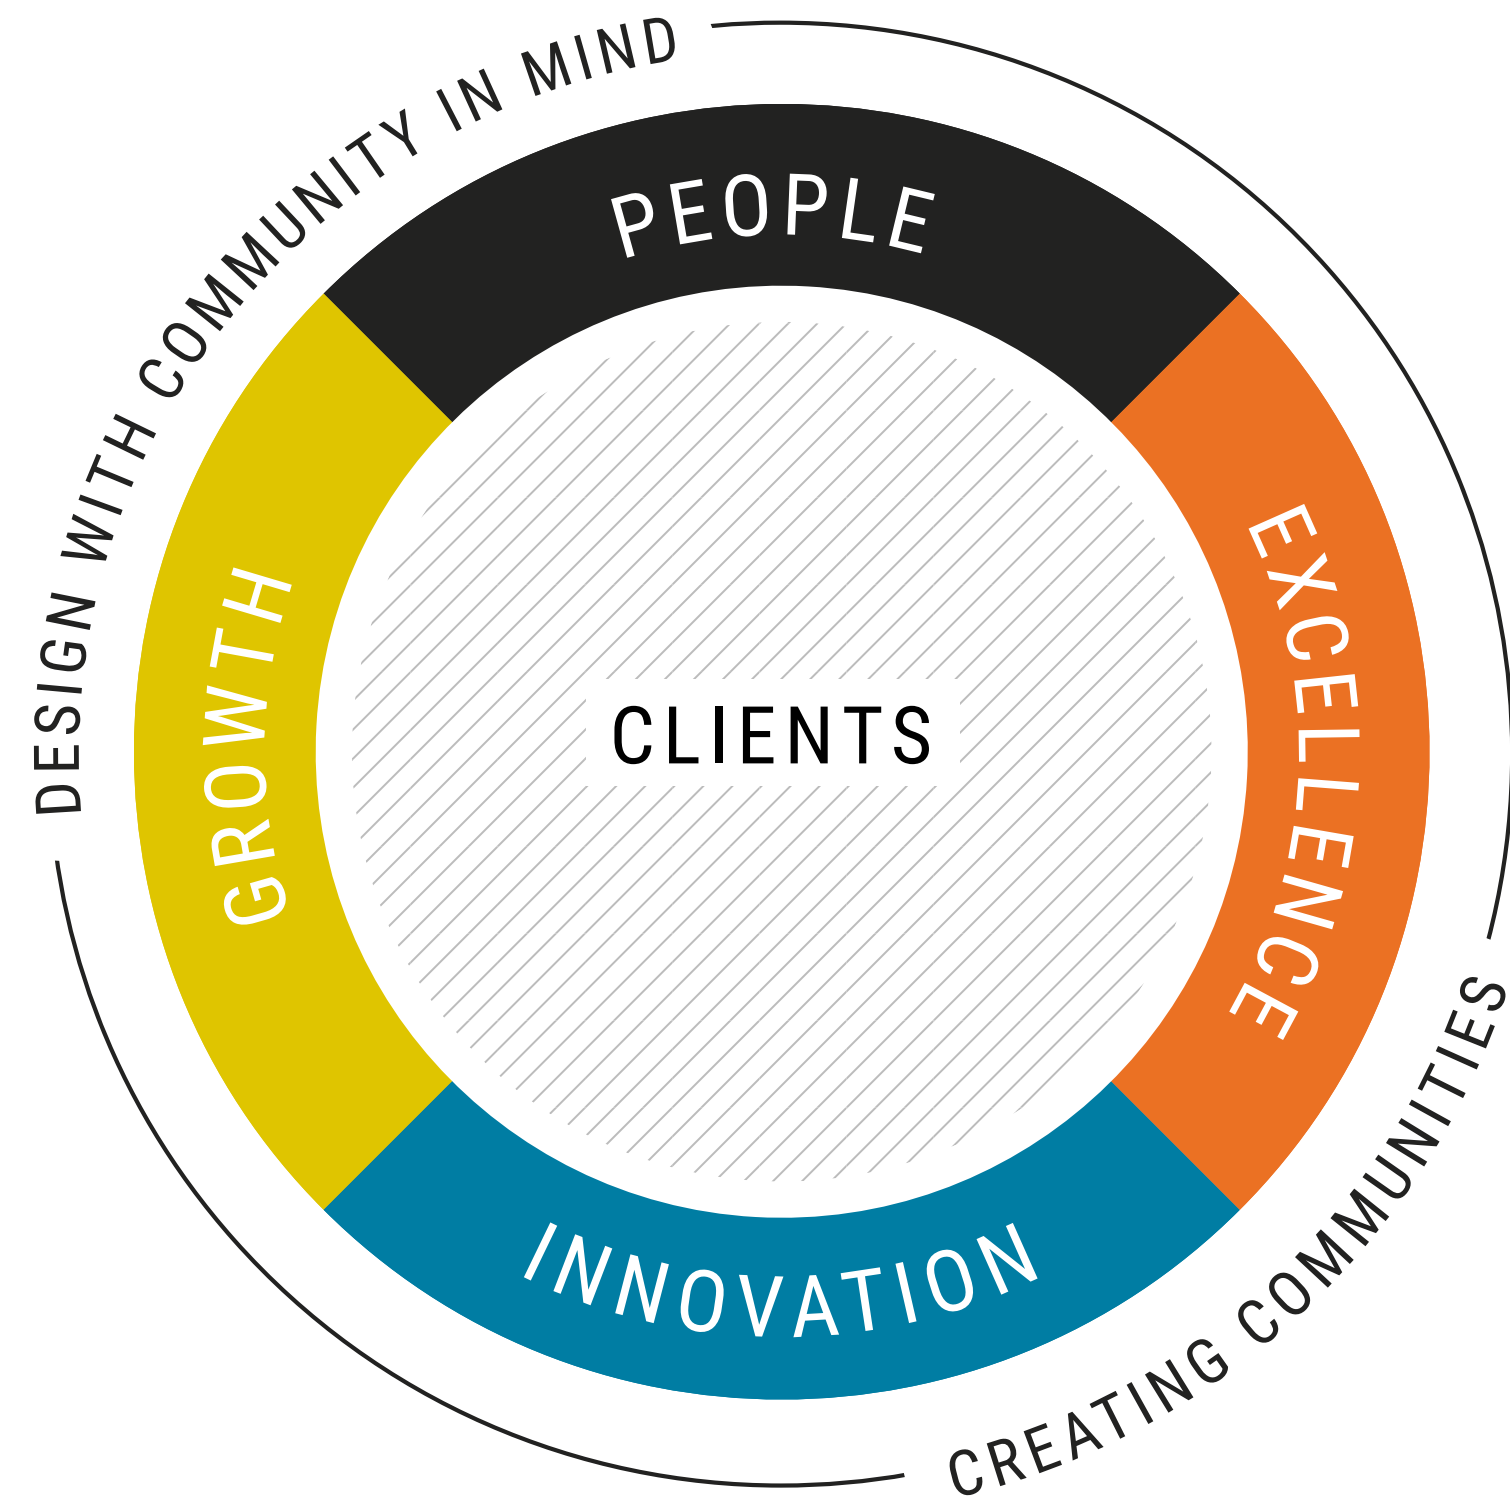 DESIGN WITH COMMUNITY IN MIND
PEOPLE
EXCELLENCE
GROWTH
CLIENTS
INNOVATION
CREATING COMMUNITIES